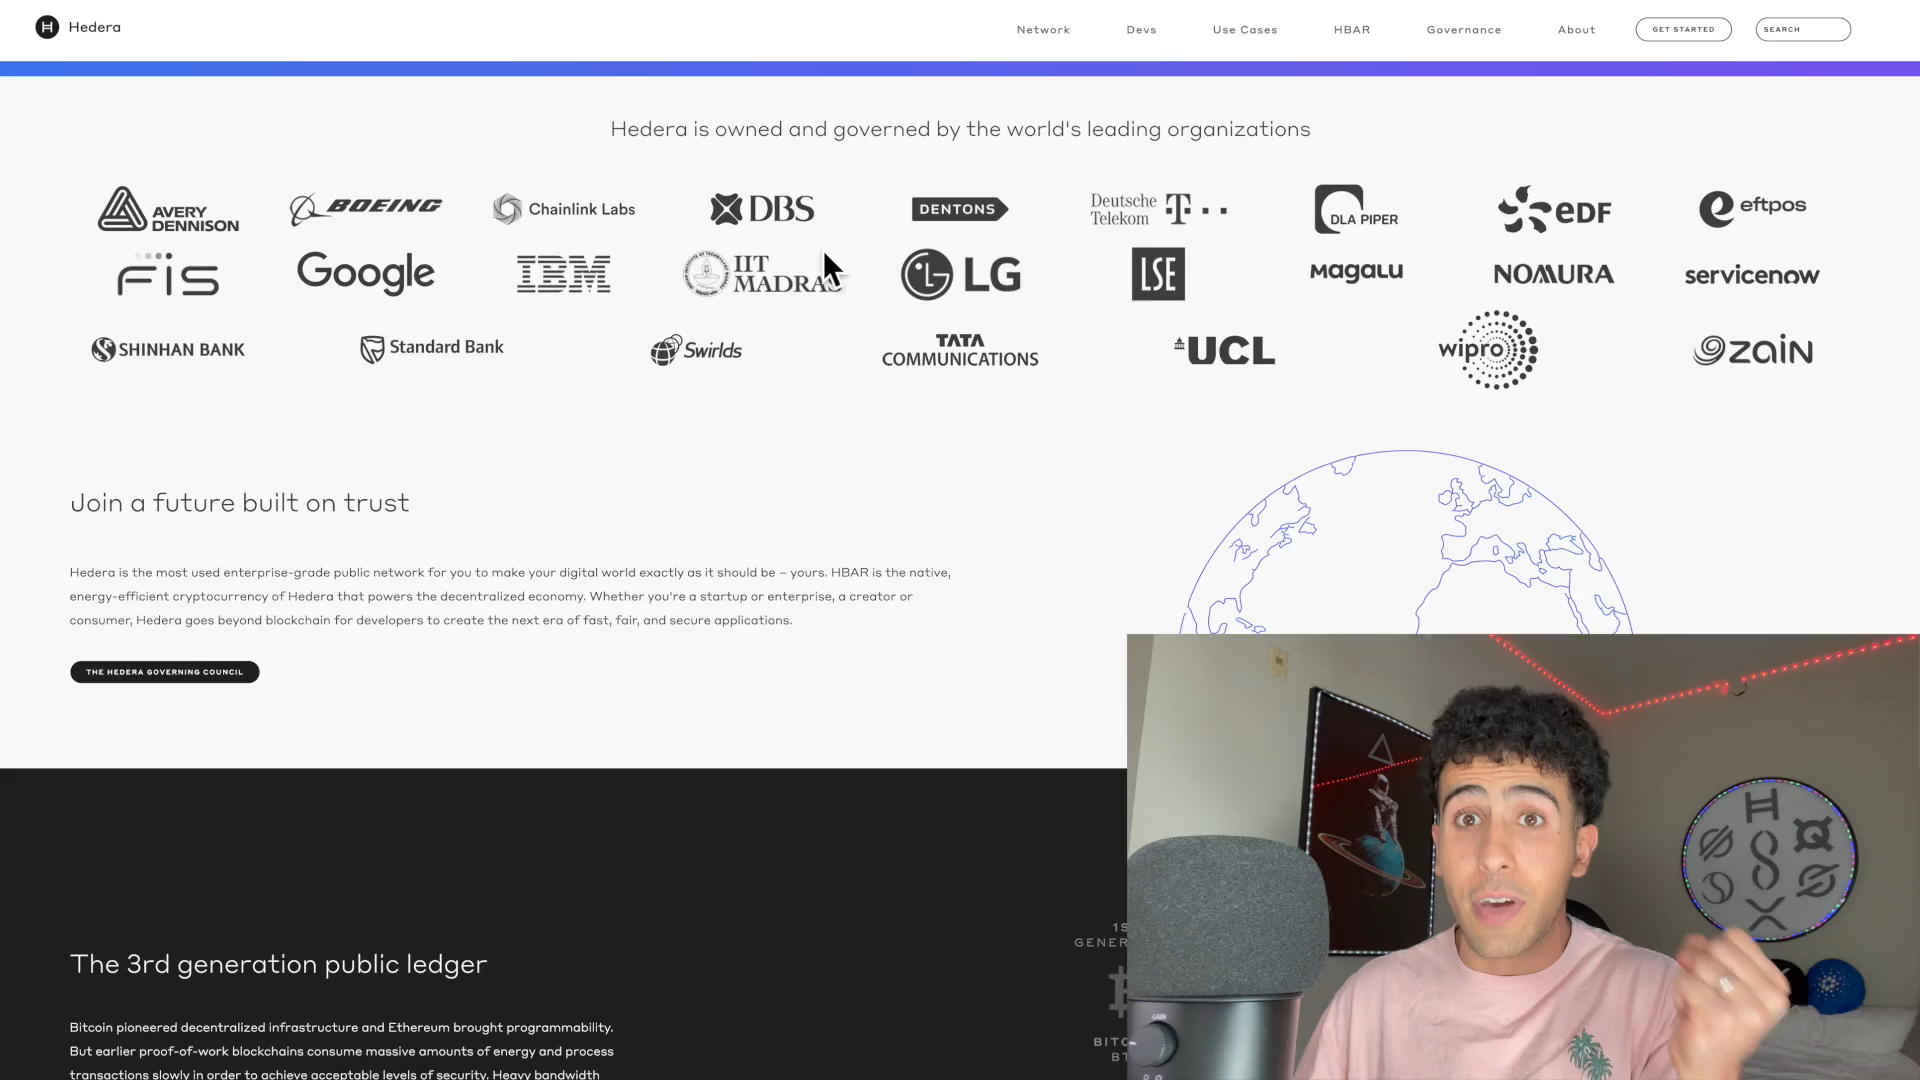 Hedera
Network
Devs
Use Cases
HBAR
Governance
About
GET STARTED
SEARCH
Hedera is owned and governed by the world's leading organizations
AVERY DENNISON
BOEING
Chainlink Labs
DBS
DENTONS
Deutsche Telekom T
DLA PIPER
eDF
eftpos
FIS
Google
IBM
IIT MADRAS
LG
LSE
Magalu
NOMURA
servicenow
SHINHAN BANK
Standard Bank
Swirlds
TATA COMMUNICATIONS
UCL
wipro
zain
Join a future built on trust
Hedera is the most used enterprise-grade public network for you to make your digital world exactly as it should be – yours. HBAR is the native,
energy-efficient cryptocurrency of Hedera that powers the decentralized economy. Whether you're a startup or enterprise, a creator or
consumer, Hedera goes beyond blockchain for developers to create the next era of fast, fair, and secure applications.
THE HEDERA GOVERNING COUNCIL
The 3rd generation public ledger
Bitcoin pioneered decentralized infrastructure and Ethereum brought programmability.
But earlier proof-of-work blockchains consume massive amounts of energy and process
transactions slowly in order to achieve acceptable levels of security. Heavy bandwidth
1S
GENER
BITC
BT
GAIN